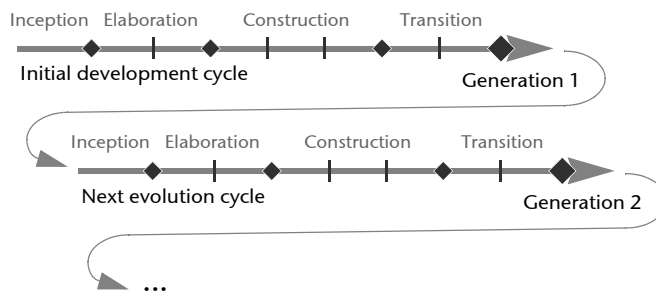 Inception Elaboration Construction Transition
Initial development cycle
Generation 1
Inception Elaboration Construction Transition
Next evolution cycle
Generation 2
...